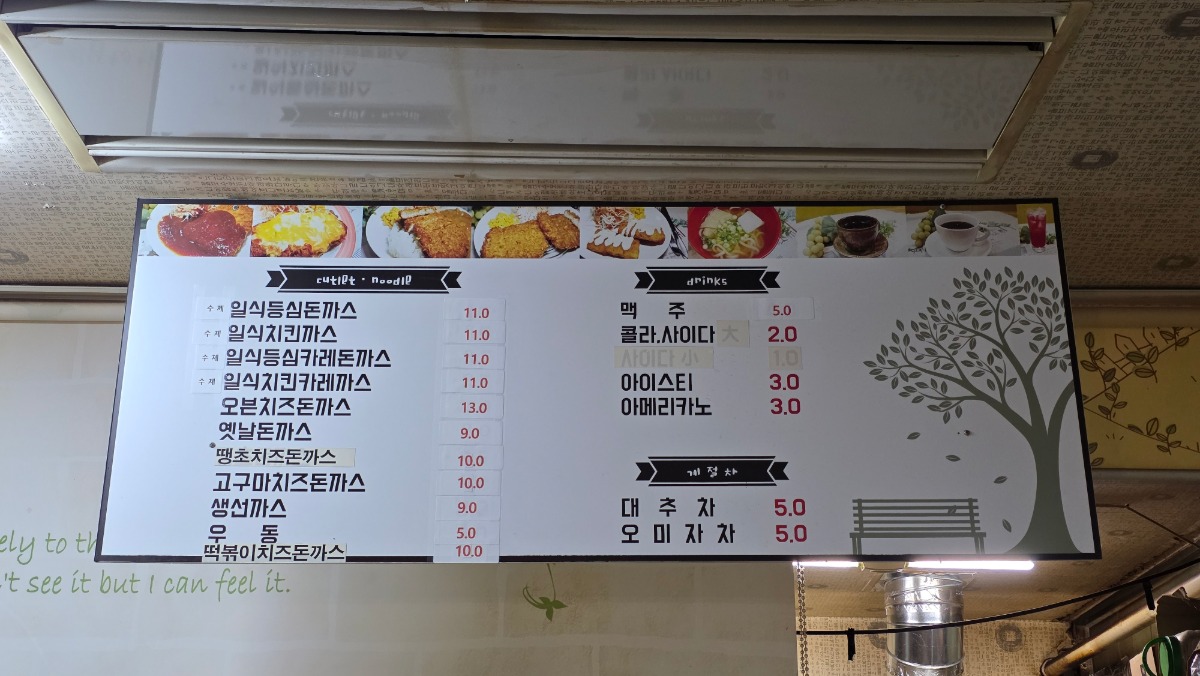 cutlet · noodle
수제 일식등심돈까스 11.0
수제 일식치킨까스 11.0
수제 일식등심카레돈까스 11.0
수제 일식치킨카레까스 11.0
오븐치즈돈까스 13.0
옛날돈까스 9.0
땡초치즈돈까스 10.0
고구마치즈돈까스 10.0
생선까스 9.0
우 동 5.0
떡볶이치즈돈까스 10.0
drinks
맥 주 5.0
콜라.사이다 大 2.0
사이다 小 1.0
아이스티 3.0
아메리카노 3.0
계절차
대 추 차 5.0
오 미 자 차 5.0
ely to th
't see it but I can feel it.